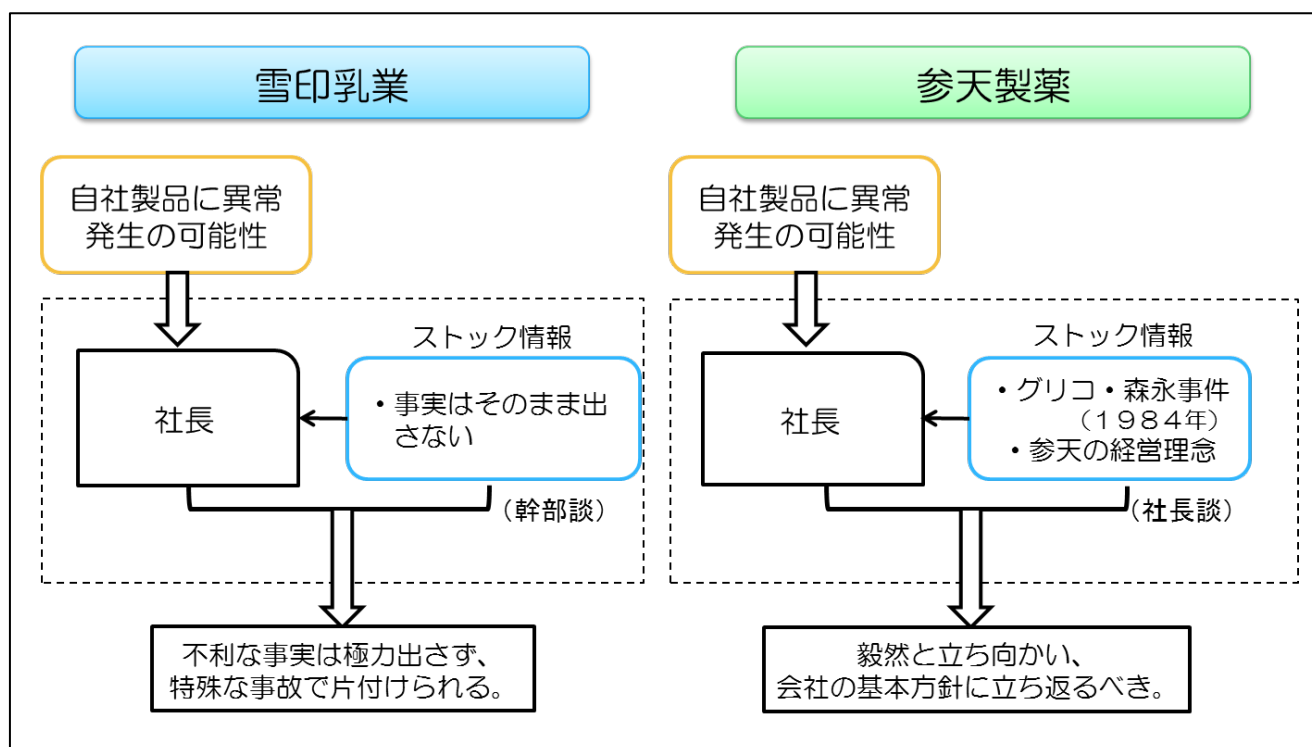 雪印乳業
自社製品に異常
発生の可能性
ストック情報
社長
・事実はそのまま出
さない
（幹部談）
不利な事実は極力出さず、
特殊な事故で片付けられる。
参天製薬
自社製品に異常
発生の可能性
ストック情報
社長
・グリコ・森永事件
（１９８４年）
・参天の経営理念
（社長談）
毅然と立ち向かい、
会社の基本方針に立ち返るべき。